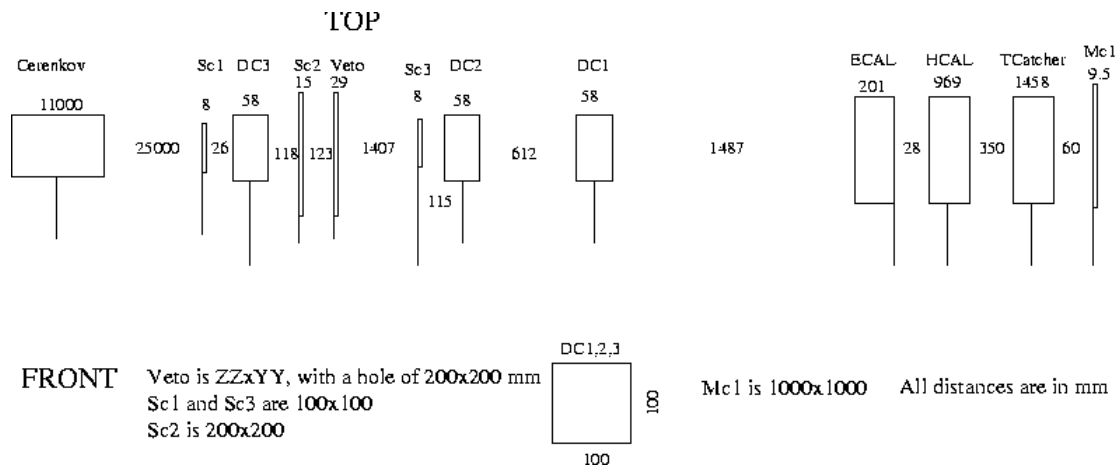 TOP
Cerenkov Sc1 DC3 Sc2 Veto Sc3 DC2 DC1 ECAL HCAL TCatcher Mc1
11000 8 58 15 29 8 58 58 201 969 1458 9.5
25000 26 118 123 1407 115 612 1487 28 350 60
DC1,2,3
100
100
FRONT
Veto is ZZxYY, with a hole of 200x200 mm
Sc1 and Sc3 are 100x100
Sc2 is 200x200
Mc1 is 1000x1000
All distances are in mm